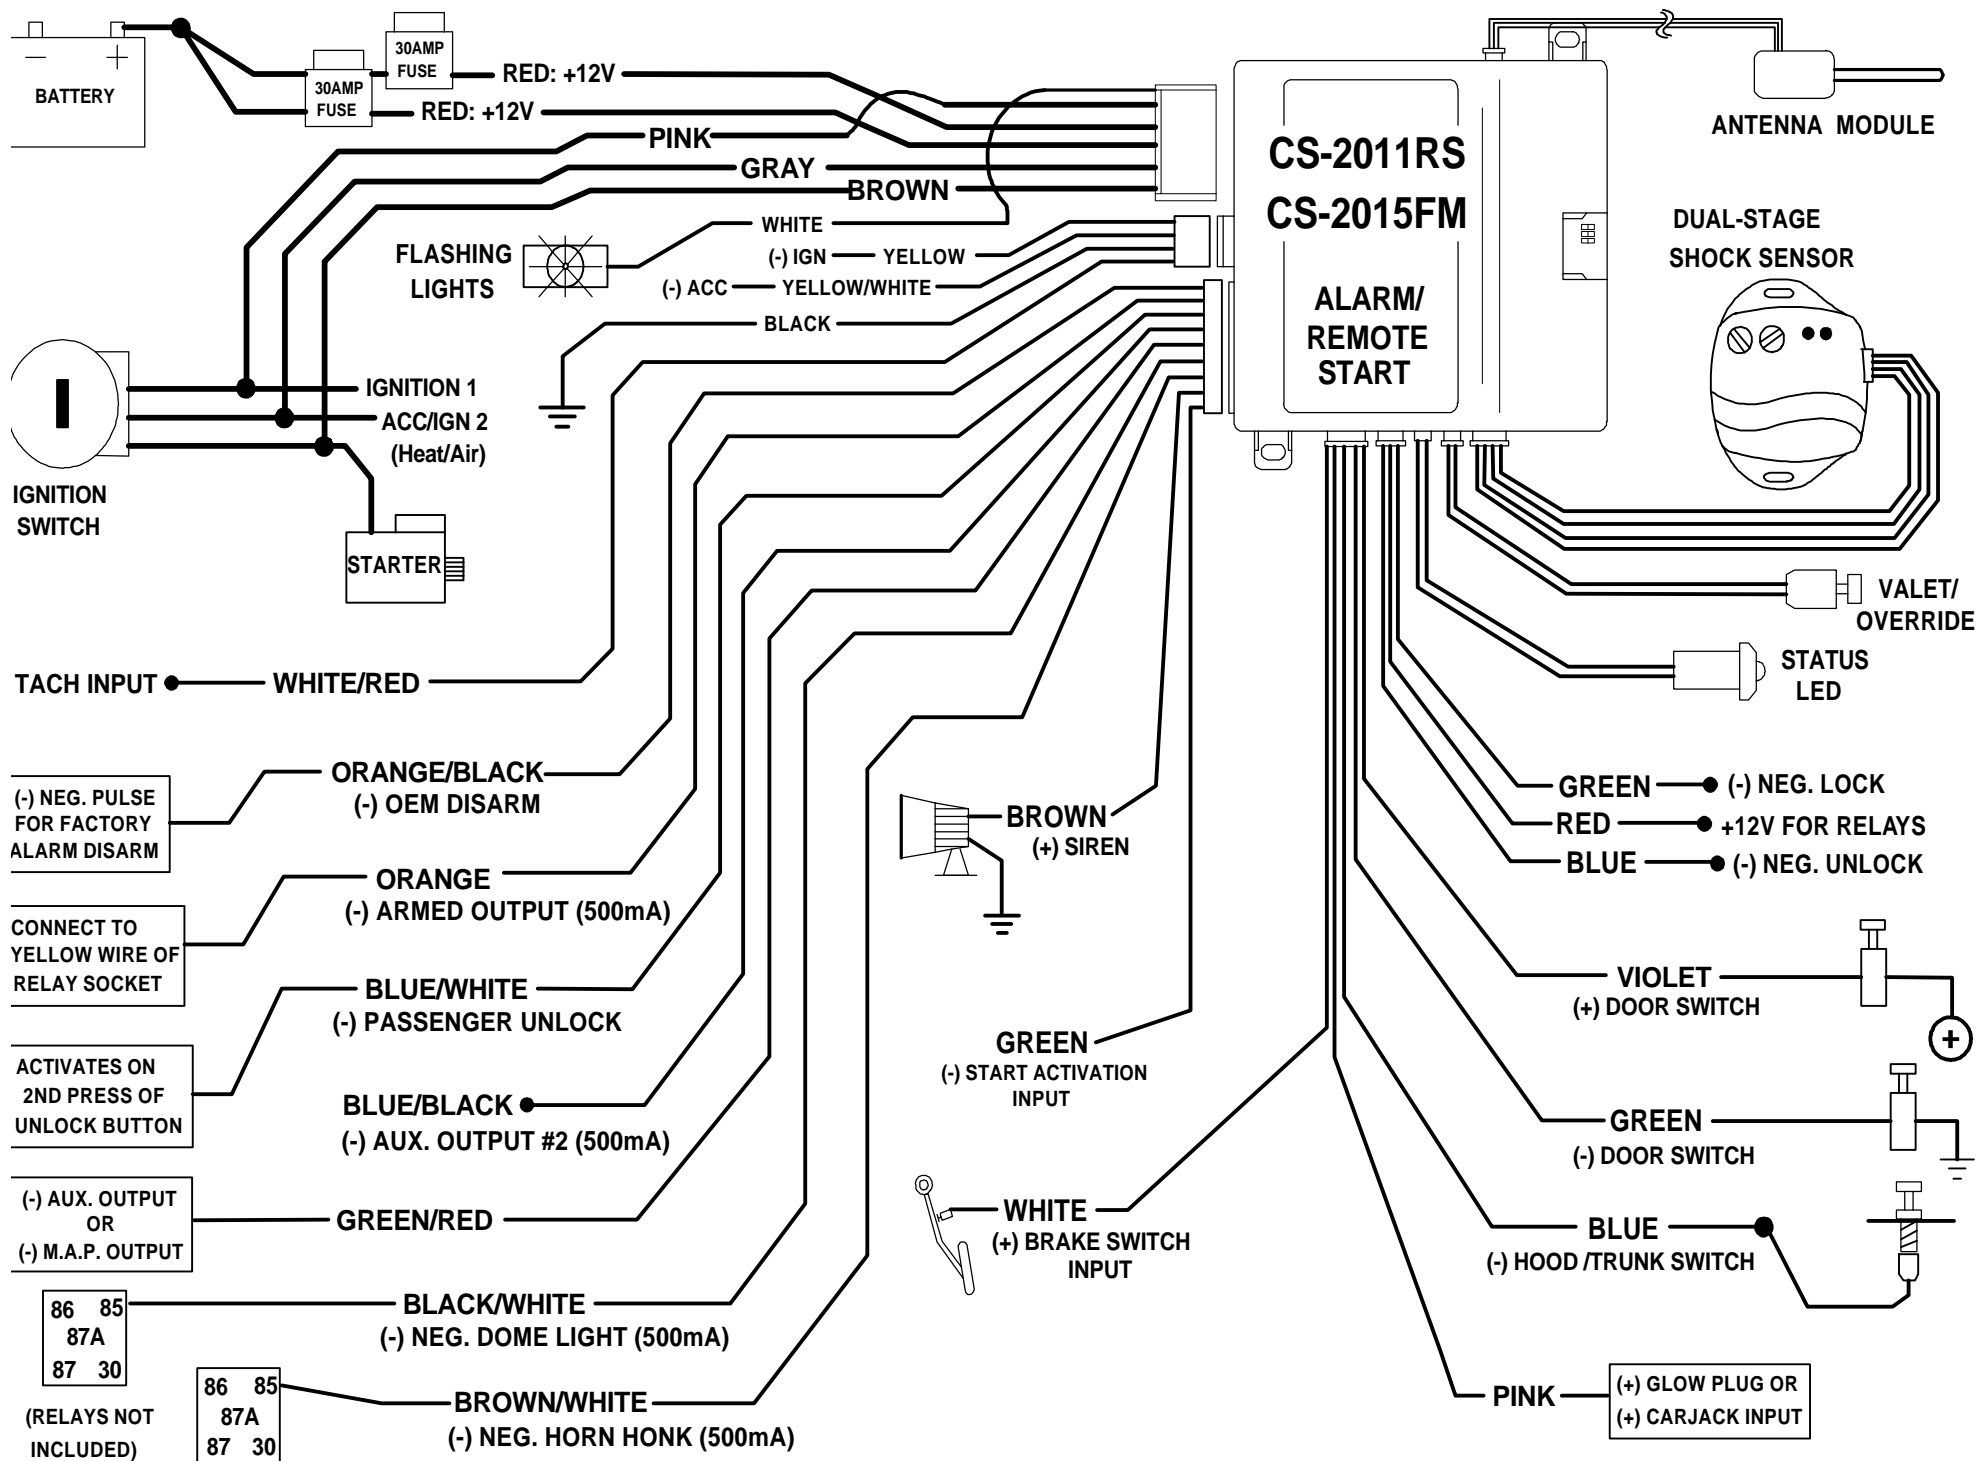 30AMP
FUSE
30AMP
FUSE
BATTERY
RED: +12V
RED: +12V
PINK
GRAY
BROWN
WHITE
(-) IGN
YELLOW
(-) ACC
YELLOW/WHITE
BLACK
FLASHING
LIGHTS
CS-2011RS
CS-2015FM
ALARM/
REMOTE
START
ANTENNA MODULE
DUAL-STAGE
SHOCK SENSOR
IGNITION 1
ACC/IGN 2
(Heat/Air)
IGNITION
SWITCH
STARTER
VALET/
OVERRIDE
STATUS
LED
TACH INPUT
WHITE/RED
ORANGE/BLACK
(-) OEM DISARM
(-) NEG. PULSE
FOR FACTORY
ALARM DISARM
ORANGE
(-) ARMED OUTPUT (500mA)
CONNECT TO
YELLOW WIRE OF
RELAY SOCKET
BLUE/WHITE
(-) PASSENGER UNLOCK
ACTIVATES ON
2ND PRESS OF
UNLOCK BUTTON
BLUE/BLACK
(-) AUX. OUTPUT #2 (500mA)
(-) AUX. OUTPUT
OR
(-) M.A.P. OUTPUT
GREEN/RED
86 85
87A
87 30
BLACK/WHITE
(-) NEG. DOME LIGHT (500mA)
(RELAYS NOT
INCLUDED)
86 85
87A
87 30
BROWN/WHITE
(-) NEG. HORN HONK (500mA)
BROWN
(+) SIREN
GREEN
(-) START ACTIVATION
INPUT
WHITE
(+) BRAKE SWITCH
INPUT
GREEN
(-) NEG. LOCK
RED
+12V FOR RELAYS
BLUE
(-) NEG. UNLOCK
VIOLET
(+) DOOR SWITCH
+
GREEN
(-) DOOR SWITCH
BLUE
(-) HOOD /TRUNK SWITCH
PINK
(+) GLOW PLUG OR
(+) CARJACK INPUT